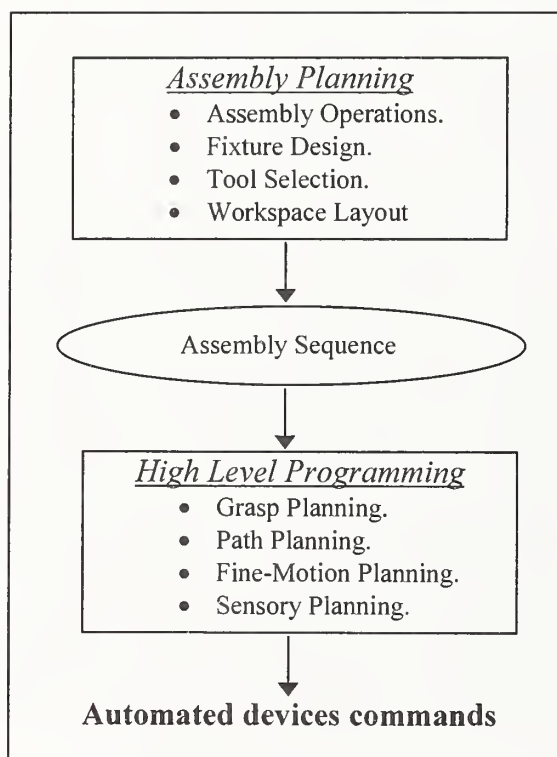 Assembly Planning
• Assembly Operations.
• Fixture Design.
• Tool Selection.
• Workspace Layout
Assembly Sequence
High Level Programming
• Grasp Planning.
• Path Planning.
• Fine-Motion Planning.
• Sensory Planning.
Automated devices commands